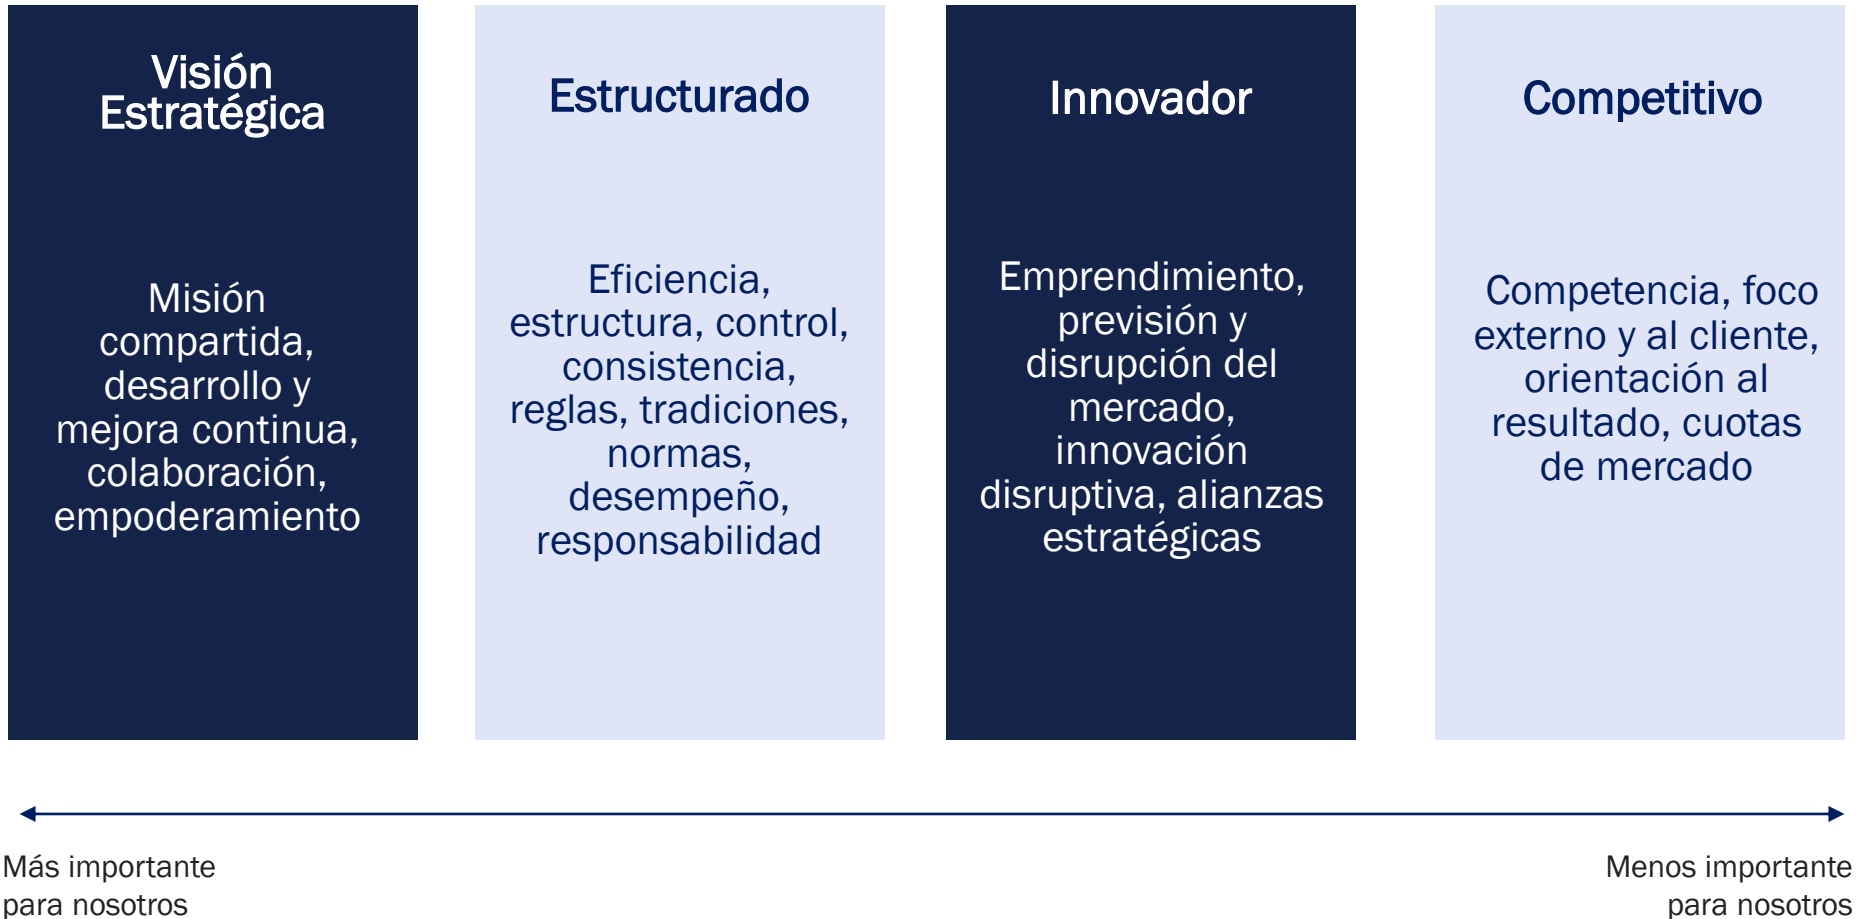 Visión
Estratégica
Misión
compartida,
desarrollo y
mejora continua,
colaboración,
empoderamiento
Estructurado
Eficiencia,
estructura, control,
consistencia,
reglas, tradiciones,
normas,
desempeño,
responsabilidad
Innovador
Emprendimiento,
previsión y
disrupción del
mercado,
innovación
disruptiva, alianzas
estratégicas
Competitivo
Competencia, foco
externo y al cliente,
orientación al
resultado, cuotas
de mercado
Más importante
para nosotros
Menos importante
para nosotros